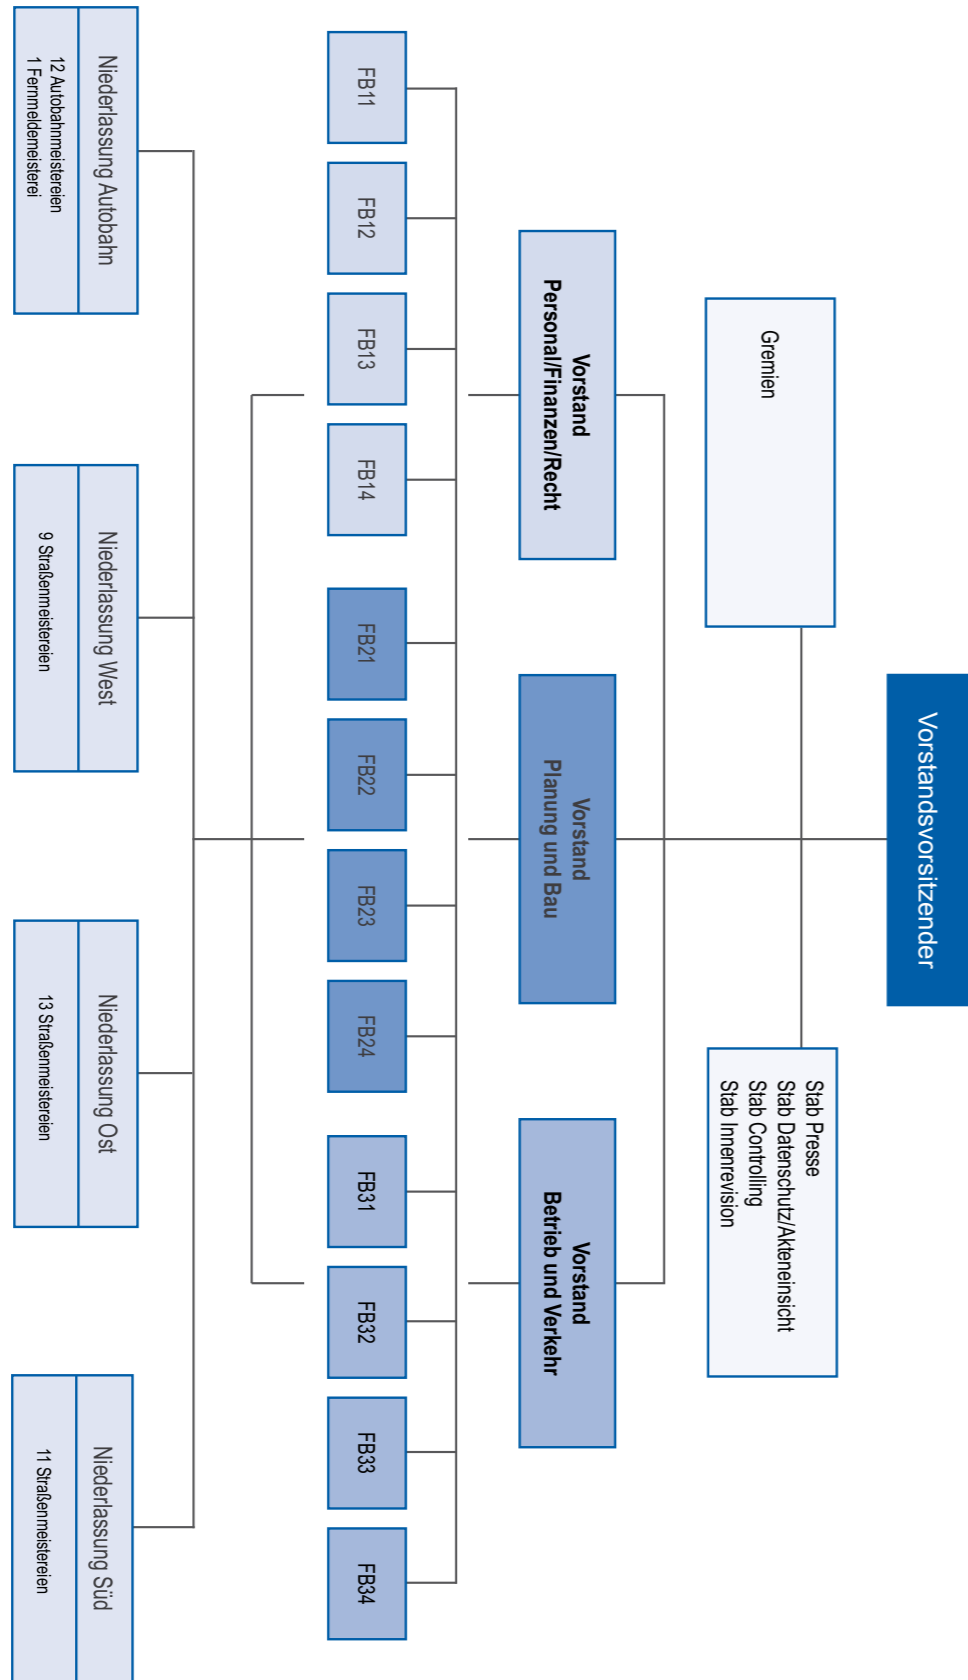 Vorstandsvorsitzender
Gremien
Stab Presse
Stab Datenschutz/Akteneinsicht
Stab Controlling
Stab Innenrevision
Vorstand
Personal/Finanzen/Recht
Vorstand
Planung und Bau
Vorstand
Betrieb und Verkehr
FB11
FB12
FB13
FB14
FB21
FB22
FB23
FB24
FB31
FB32
FB33
FB34
Niederlassung Autobahn
12 Autobahnmeistereien
1 Fernmeldemeisterei
Niederlassung West
9 Straßenmeistereien
Niederlassung Ost
13 Straßenmeistereien
Niederlassung Süd
11 Straßenmeistereien